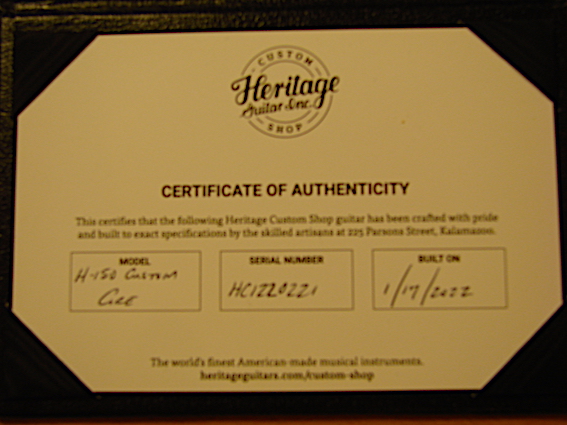 CUSTOM
Heritage
Guitar Inc.
SHOP
CERTIFICATE OF AUTHENTICITY
This certifies that the following Heritage Custom Shop guitar has been crafted with pride
and built to exact specifications by the skilled artisans at 225 Parsons Street, Kalamazoo.
MODEL
H-150 Custom
Core
SERIAL NUMBER
HC1220221
BUILT ON
1/17/2022
The world's finest American-made musical instruments.
heritageguitars.com/custom-shop